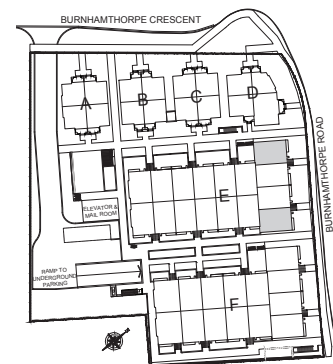 BURNHAMTHORPE CRESCENT
A
B
C
D
BURNHAMTHORPE ROAD
E
ELEVATOR &
MAIL ROOM
RAMP TO
UNDERGROUND
PARKING
F